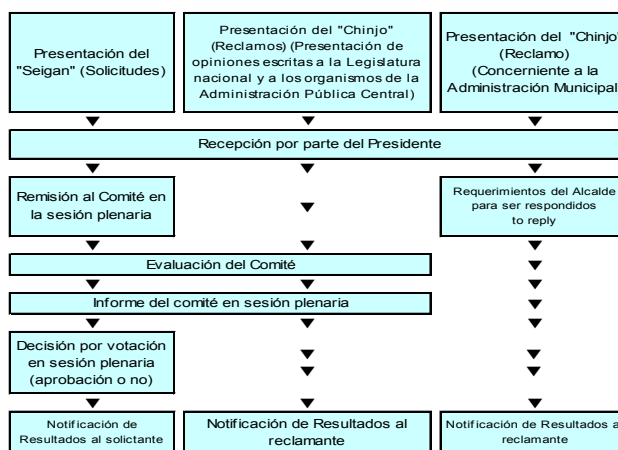 Presentación del
"Seigan" (Solicitudes)
Presentación del "Chinjo"
(Reclamos) (Presentación de
opiniones escritas a la Legislatura
nacional y a los organismos de la
Administración Pública Central)
Presentación del "Chinjo"
(Reclamo)
(Concerniente a la
Administración Municipal
Recepción por parte del Presidente
Remisión al Comité en
la sesión plenaria
Requerimientos del Alcalde
para ser respondidos
to reply
Evaluación del Comité
Informe del comité en sesión plenaria
Decisión por votación
en sesión plenaria
(aprobación o no)
Notificación de
Resultados al solictante
Notificación de Resultados al
reclamante
Notificación de Resultados al
reclamante